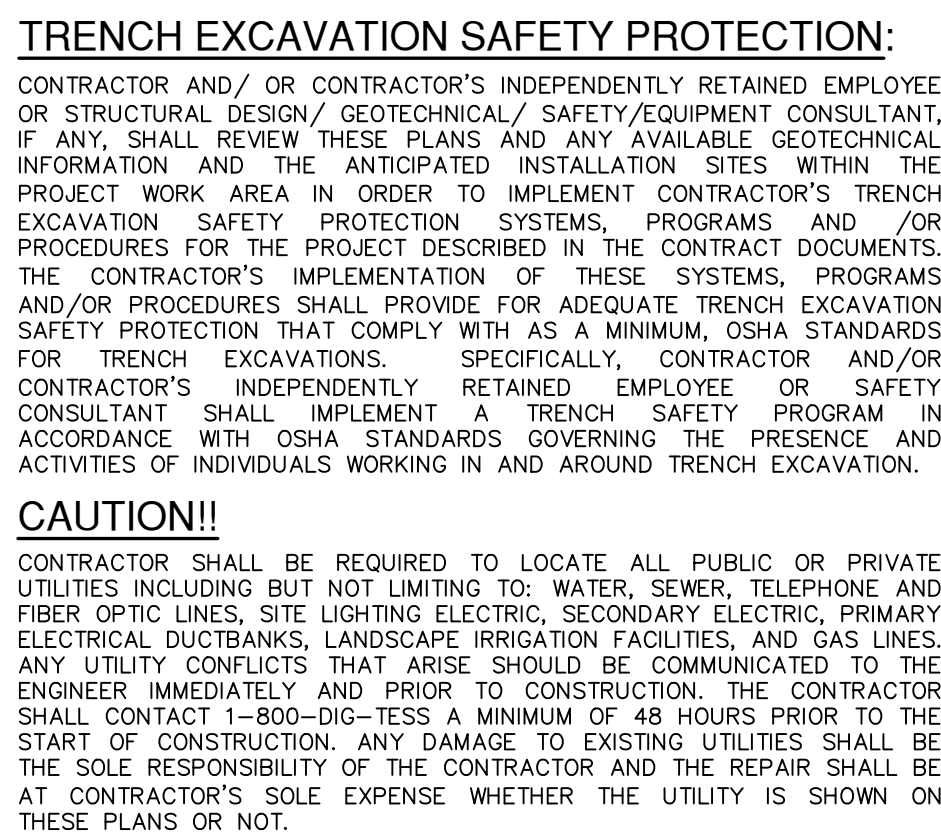 TRENCH EXCAVATION SAFETY PROTECTION:
CONTRACTOR AND/ OR CONTRACTOR'S INDEPENDENTLY RETAINED EMPLOYEE
OR STRUCTURAL DESIGN/ GEOTECHNICAL/ SAFETY/EQUIPMENT CONSULTANT,
IF ANY, SHALL REVIEW THESE PLANS AND ANY AVAILABLE GEOTECHNICAL
INFORMATION AND THE ANTICIPATED INSTALLATION SITES WITHIN THE
PROJECT WORK AREA IN ORDER TO IMPLEMENT CONTRACTOR'S TRENCH
EXCAVATION SAFETY PROTECTION SYSTEMS, PROGRAMS AND /OR
PROCEDURES FOR THE PROJECT DESCRIBED IN THE CONTRACT DOCUMENTS.
THE CONTRACTOR'S IMPLEMENTATION OF THESE SYSTEMS, PROGRAMS
AND/OR PROCEDURES SHALL PROVIDE FOR ADEQUATE TRENCH EXCAVATION
SAFETY PROTECTION THAT COMPLY WITH AS A MINIMUM, OSHA STANDARDS
FOR TRENCH EXCAVATIONS. SPECIFICALLY, CONTRACTOR AND/OR
CONTRACTOR'S INDEPENDENTLY RETAINED EMPLOYEE OR SAFETY
CONSULTANT SHALL IMPLEMENT A TRENCH SAFETY PROGRAM IN
ACCORDANCE WITH OSHA STANDARDS GOVERNING THE PRESENCE AND
ACTIVITIES OF INDIVIDUALS WORKING IN AND AROUND TRENCH EXCAVATION.
CAUTION!!
CONTRACTOR SHALL BE REQUIRED TO LOCATE ALL PUBLIC OR PRIVATE
UTILITIES INCLUDING BUT NOT LIMITING TO: WATER, SEWER, TELEPHONE AND
FIBER OPTIC LINES, SITE LIGHTING ELECTRIC, SECONDARY ELECTRIC, PRIMARY
ELECTRICAL DUCTBANKS, LANDSCAPE IRRIGATION FACILITIES, AND GAS LINES.
ANY UTILITY CONFLICTS THAT ARISE SHOULD BE COMMUNICATED TO THE
ENGINEER IMMEDIATELY AND PRIOR TO CONSTRUCTION. THE CONTRACTOR
SHALL CONTACT 1-800-DIG-TESS A MINIMUM OF 48 HOURS PRIOR TO THE
START OF CONSTRUCTION. ANY DAMAGE TO EXISTING UTILITIES SHALL BE
THE SOLE RESPONSIBILITY OF THE CONTRACTOR AND THE REPAIR SHALL BE
AT CONTRACTOR'S SOLE EXPENSE WHETHER THE UTILITY IS SHOWN ON
THESE PLANS OR NOT.